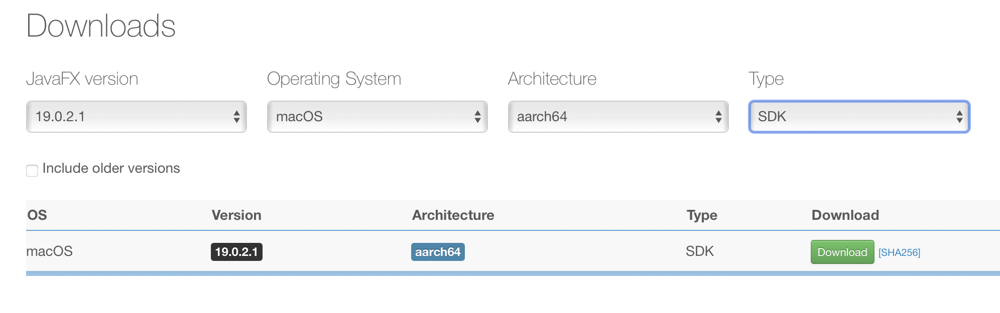 Downloads
JavaFX version Operating System Architecture Type
19.0.2.1 macOS aarch64 SDK
Include older versions
OS Version Architecture Type Download
macOS 19.0.2.1 aarch64 SDK Download [SHA256]